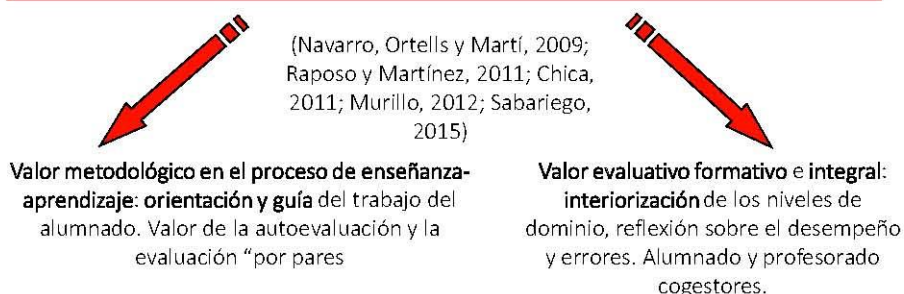 (Navarro, Ortells y Martí, 2009;
Raposo y Martínez, 2011; Chica,
2011; Murillo, 2012; Sabariego,
2015)
Valor metodológico en el proceso de enseñanza-
aprendizaje: orientación y guía del trabajo del
alumnado. Valor de la autoevaluación y la
evaluación “por pares
Valor evaluativo formativo e integral:
interiorización de los niveles de
dominio, reflexión sobre el desempeño
y errores. Alumnado y profesorado
cogestores.